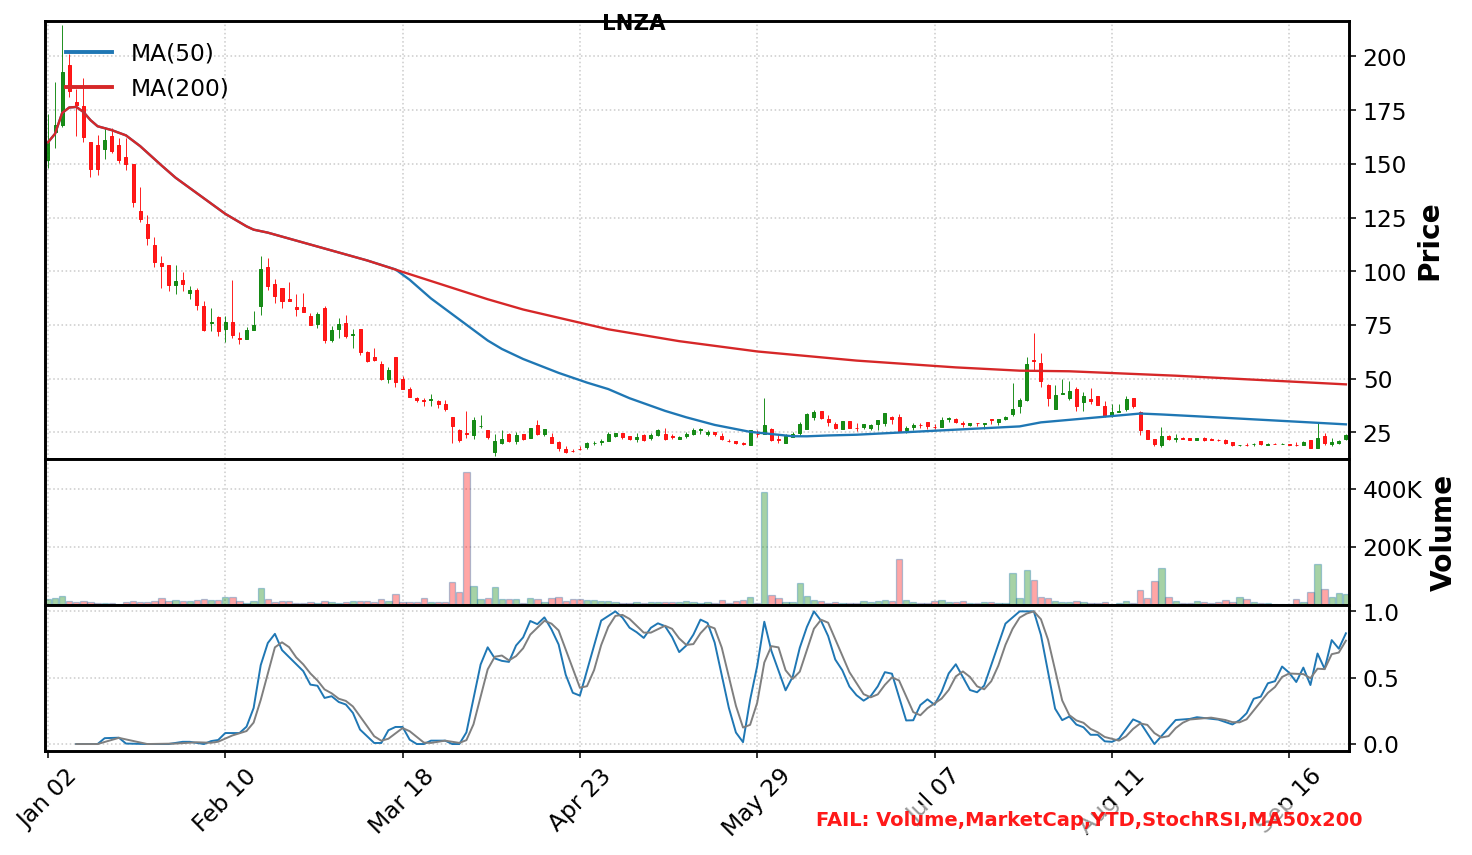 LNZA
MA(50)
MA(200)
200
175
150
125
100
75
50
25
Price
400K
200K
Volume
1.0
0.5
0.0
Jan 02
Feb 10
Mar 18
Apr 23
May 29
Jul 07
Aug 11
Sep 16
FAIL: Volume,MarketCap,YTD,StochRSI,MA50x200